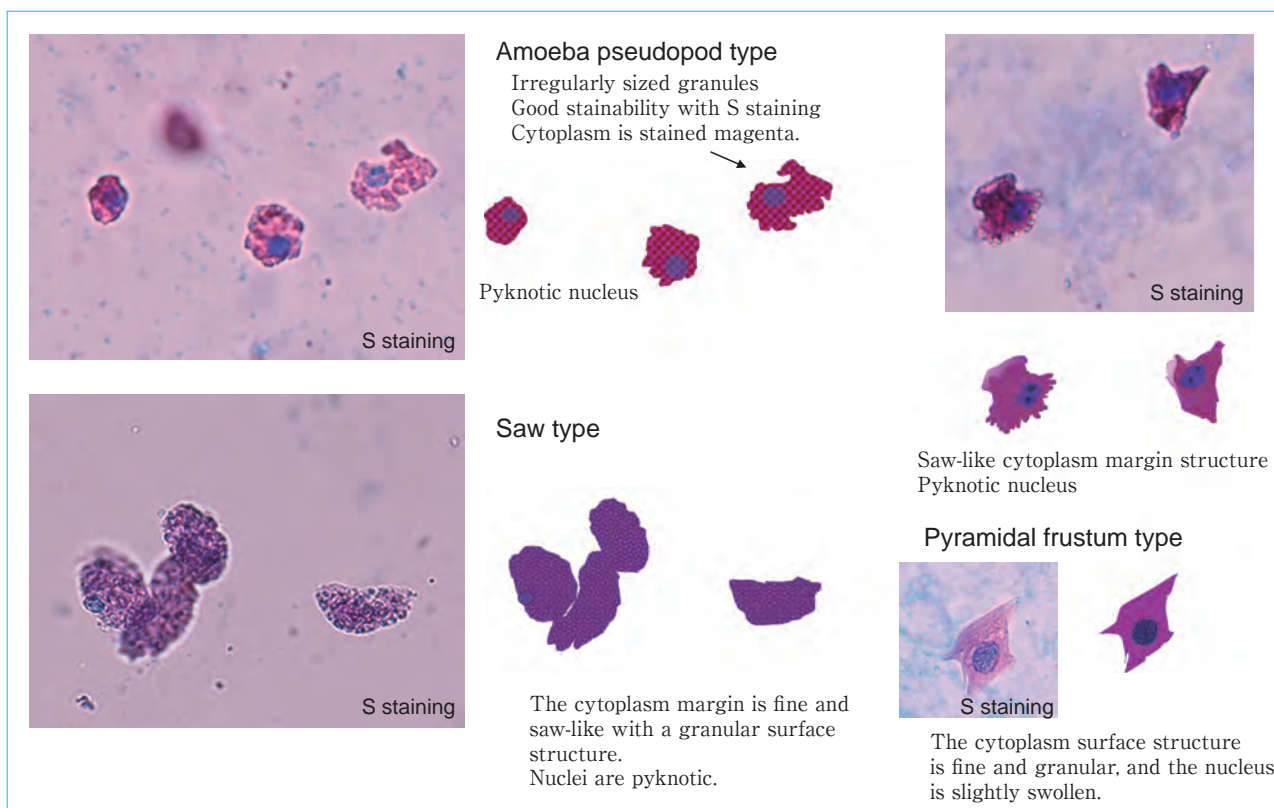 Amoeba pseudopod type
Irregularly sized granules
Good stainability with S staining
Cytoplasm is stained magenta.
Pyknotic nucleus
S staining
S staining
Saw-like cytoplasm margin structure
Pyknotic nucleus
Saw type
S staining
The cytoplasm margin is fine and
saw-like with a granular surface
structure.
Nuclei are pyknotic.
Pyramidal frustum type
S staining
The cytoplasm surface structure
is fine and granular, and the nucleus
is slightly swollen.